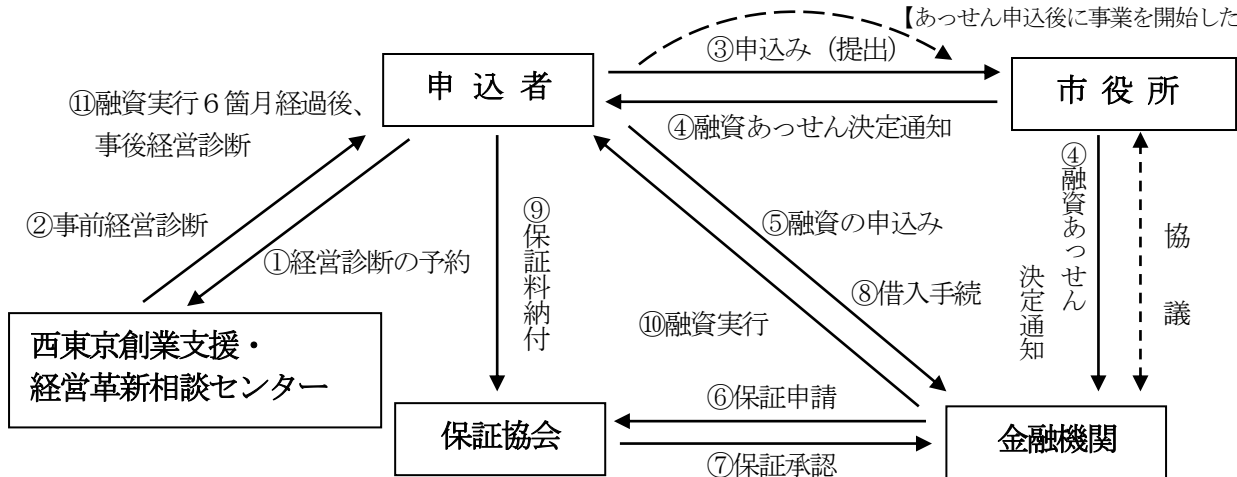 【あっせん申込後に事業を開始した
③申込み（提出）
申 込 者
市 役 所
⑪融資実行６箇月経過後、
事後経営診断
④融資あっせん決定通知
②事前経営診断
①経営診断の予約
⑨保証料納付
⑤融資の申込み
⑧借入手続
⑩融資実行
④融資あっせん
決定通知
協 議
西東京創業支援・
経営革新相談センター
⑥保証申請
保証協会
金融機関
⑦保証承認